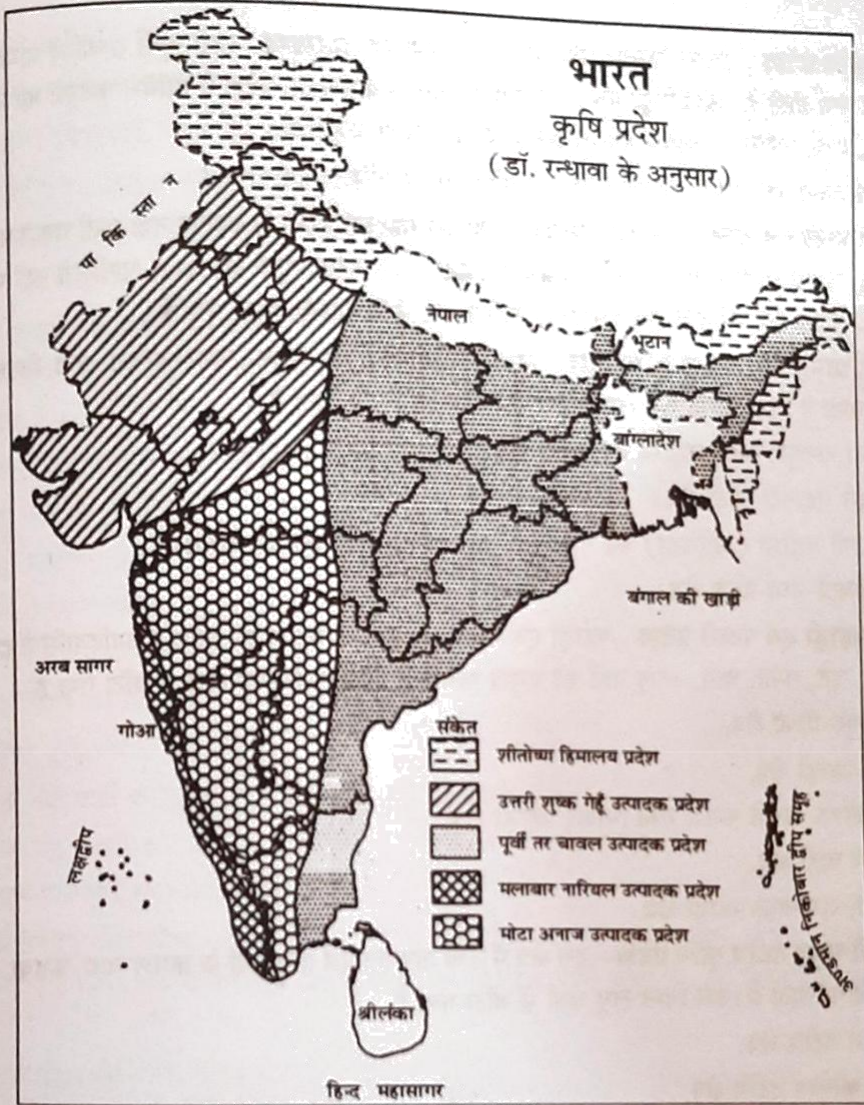 भारत
कृषि प्रदेश
(डॉ. रन्धावा के अनुसार)
पा कि स्ता न
नेपाल
भूटान
बांग्लादेश
बंगाल की खाड़ी
अरब सागर
गोआ
लक्षद्वीप
संकेत
शीतोष्ण हिमालय प्रदेश
उत्तरी शुष्क गेहूँ उत्पादक प्रदेश
पूर्वी तर चावल उत्पादक प्रदेश
मलाबार नारियल उत्पादक प्रदेश
मोटा अनाज उत्पादक प्रदेश
अण्डमान निकोबार द्वीप समूह
श्रीलंका
हिन्द महासागर